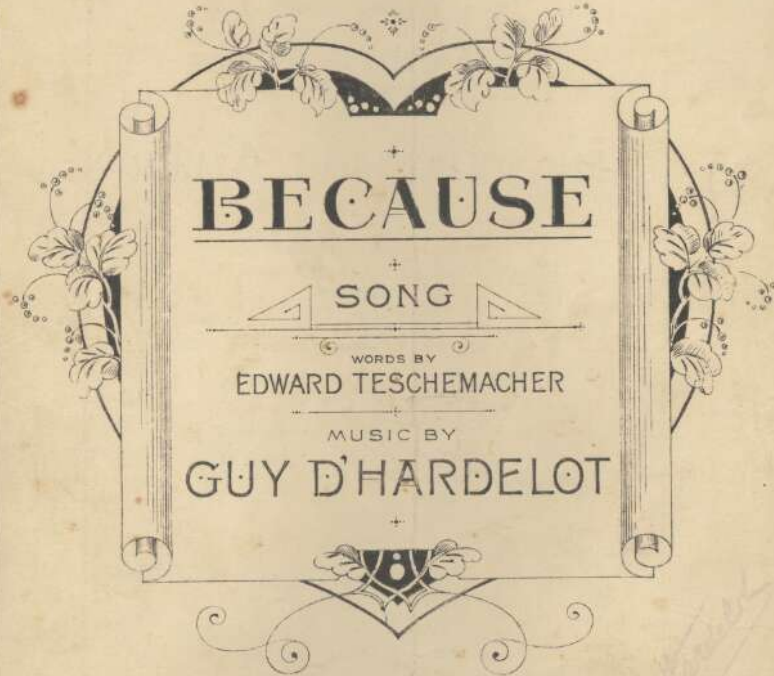 BECAUSE
SONG
WORDS BY
EDWARD TESCHEMACHER
MUSIC BY
GUY D'HARDELOT